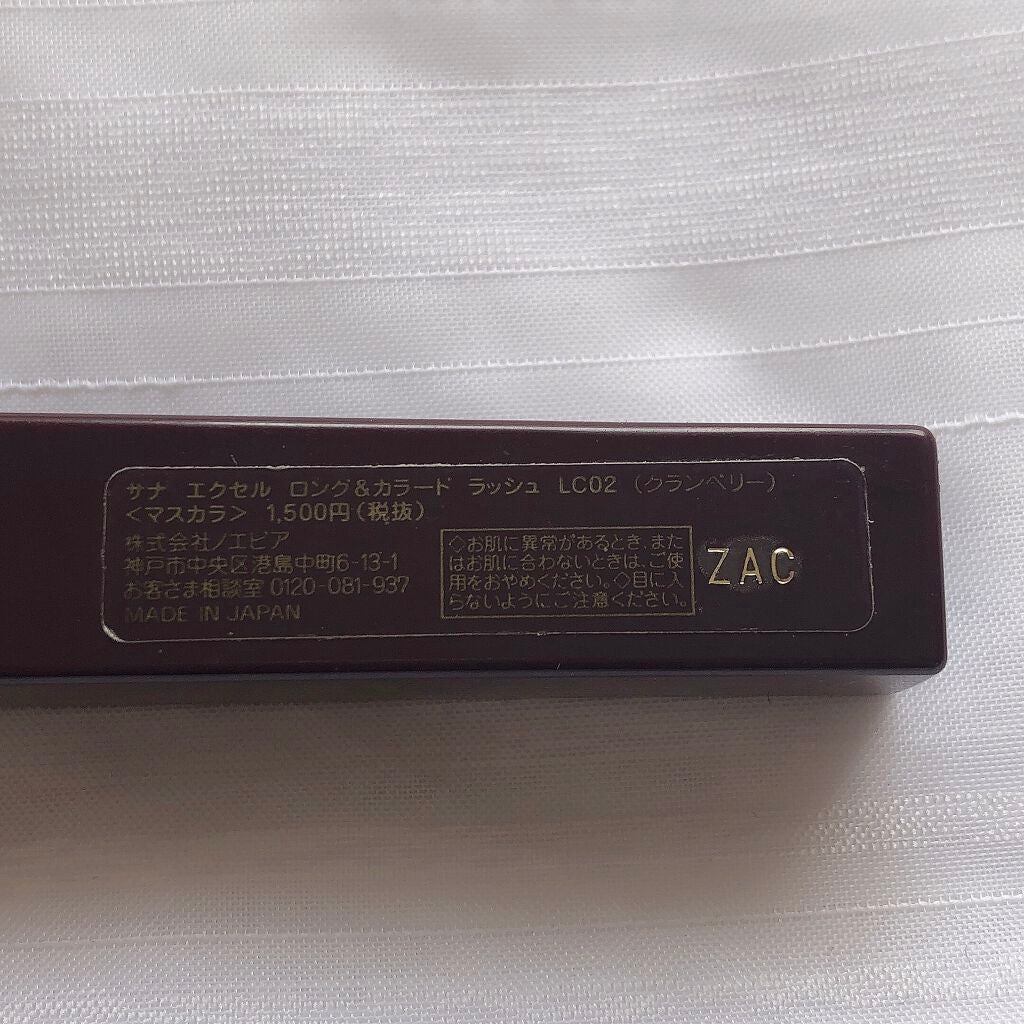 サナ エクセル ロング&カラード ラッシュ LC02 (クランベリー)
<マスカラ> 1,500円(税抜)
株式会社ノエビア
神戸市中央区港島中町6-13-1
お客さま相談室 0120-081-937
MADE IN JAPAN
◇お肌に異常があるとき、また
はお肌に合わないときは、ご使
用をおやめください。◇目に入
らないようにご注意ください。
ZAC